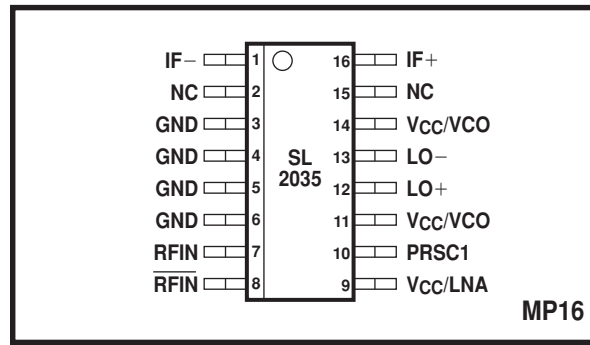 IF− 1 16 IF+
NC 2 15 NC
GND 3 14 VCC/VCO
GND 4 SL 13 LO−
GND 5 2035 12 LO+
GND 6 11 VCC/VCO
RFIN 7 10 PRSC1
R̅F̅I̅N̅ 8 9 VCC/LNA
MP16